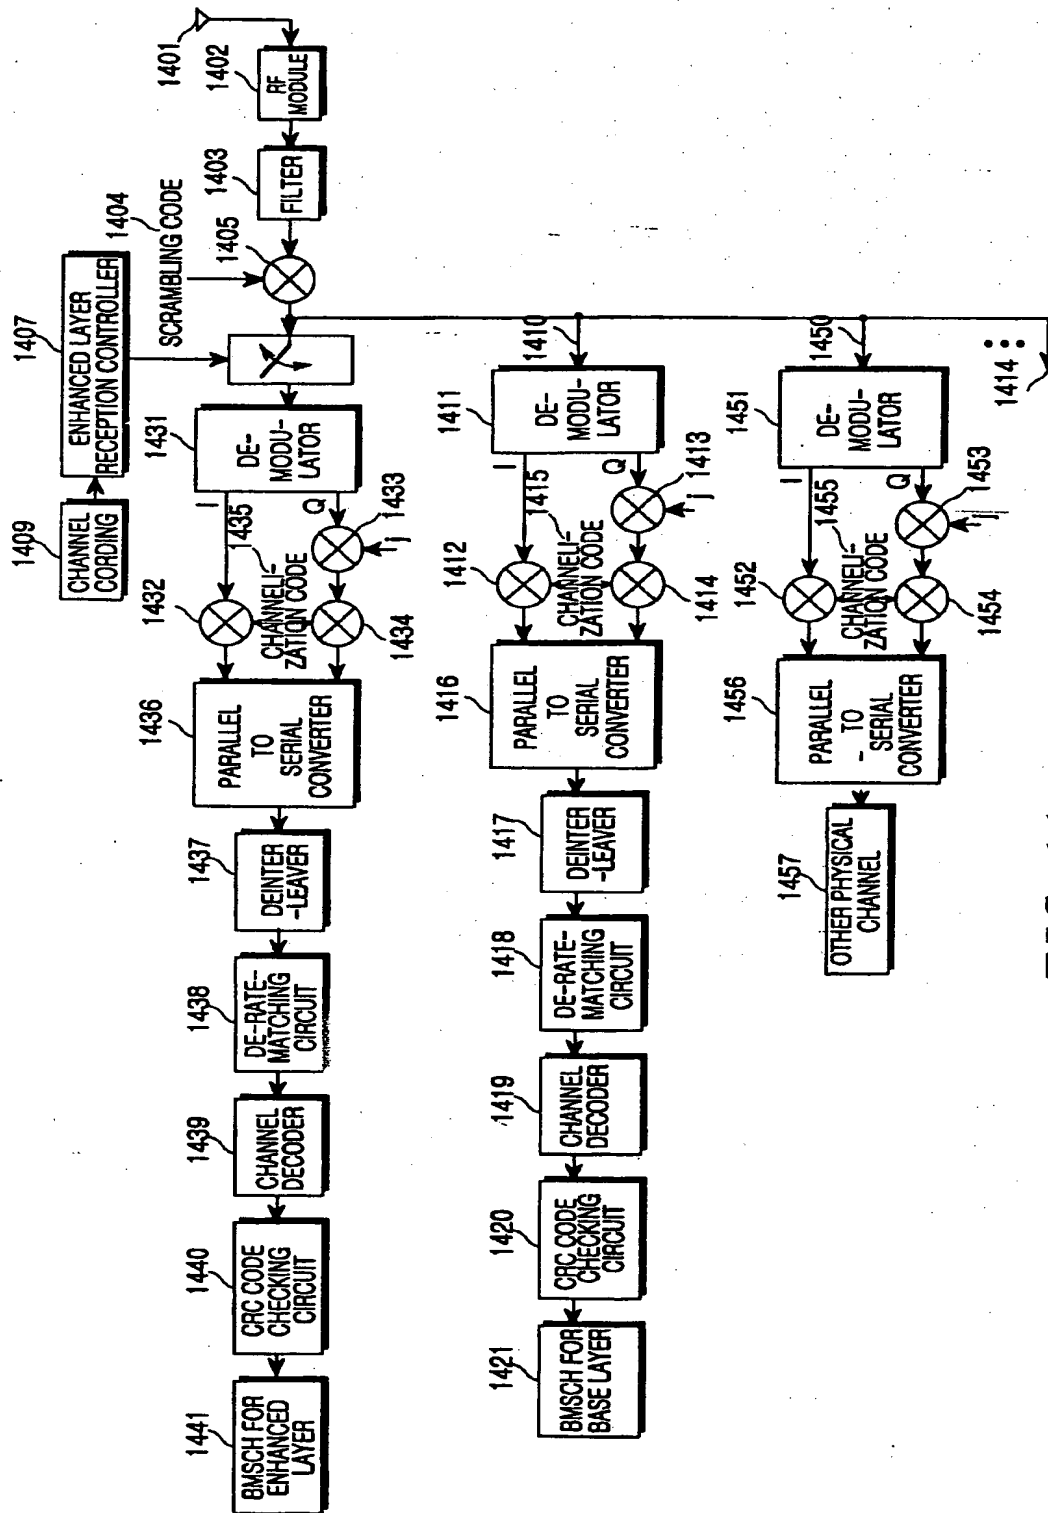 1401
1402
RF
MODULE
1403
FILTER
1404
SCRAMBLING CODE
1405
1407
ENHANCED LAYER
RECEPTION CONTROLLER
1409
CHANNEL
CORDING
1431
DE-
MODU-
LATOR
I
Q
1433
j
1435
CHANNELI-
ZATION CODE
1432
1434
1436
PARALLEL
TO
SERIAL
CONVERTER
1437
DEINTER
-LEAVER
1438
DE-RATE-
MATCHING
CIRCUIT
1439
CHANNEL
DECODER
1440
CRC CODE
CHECKING
CIRCUIT
1441
BMSCH FOR
ENHANCED
LAYER
1410
1411
DE-
MODU-
LATOR
I
Q
1413
j
1415
CHANNELI-
ZATION CODE
1412
1414
1416
PARALLEL
TO
SERIAL
CONVERTER
1417
DEINTER
-LEAVER
1418
DE-RATE-
MATCHING
CIRCUIT
1419
CHANNEL
DECODER
1420
CRC CODE
CHECKING
CIRCUIT
1421
BMSCH FOR
BASE LAYER
1450
1451
DE-
MODU-
LATOR
I
Q
1453
j
1455
CHANNELI-
ZATION CODE
1452
1454
1456
PARALLEL
- TO
SERIAL
CONVERTER
1457
OTHER PHYSICAL
CHANNEL
1414